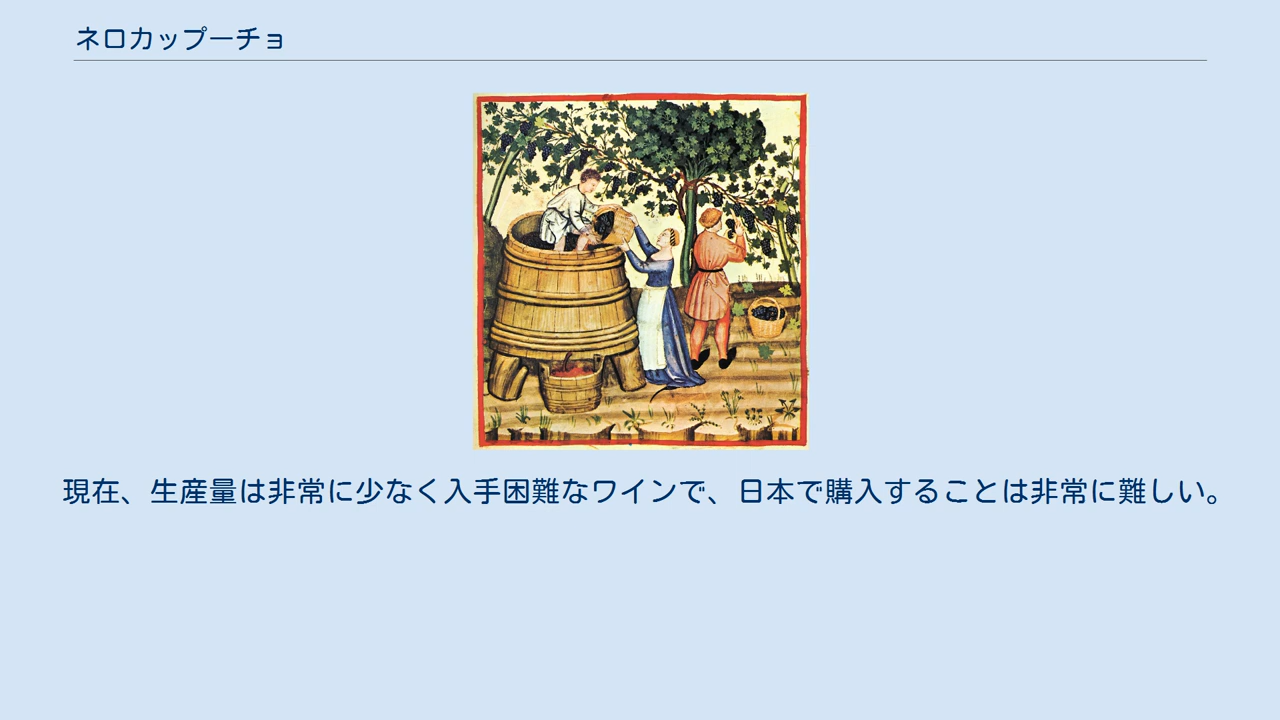 ネロカップーチョ
現在、生産量は非常に少なく入手困難なワインで、日本で購入することは非常に難しい。